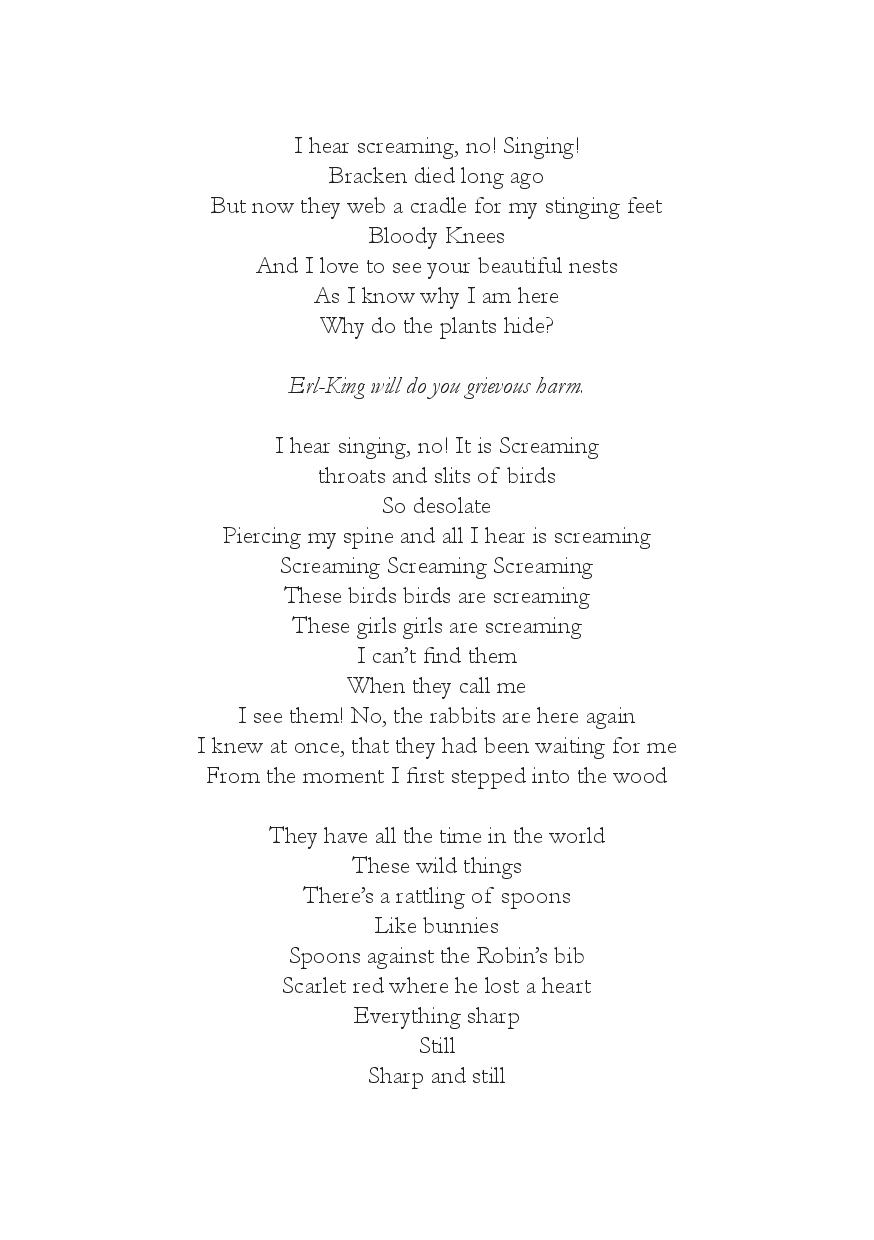 I hear screaming, no! Singing!
Bracken died long ago
But now they web a cradle for my stinging feet
Bloody Knees
And I love to see your beautiful nests
As I know why I am here
Why do the plants hide?
Erl-King will do you grievous harm.
I hear singing, no! It is Screaming
throats and slits of birds
So desolate
Piercing my spine and all I hear is screaming
Screaming Screaming Screaming
These birds birds are screaming
These girls girls are screaming
I can’t find them
When they call me
I see them! No, the rabbits are here again
I knew at once, that they had been waiting for me
From the moment I first stepped into the wood
They have all the time in the world
These wild things
There’s a rattling of spoons
Like bunnies
Spoons against the Robin’s bib
Scarlet red where he lost a heart
Everything sharp
Still
Sharp and still